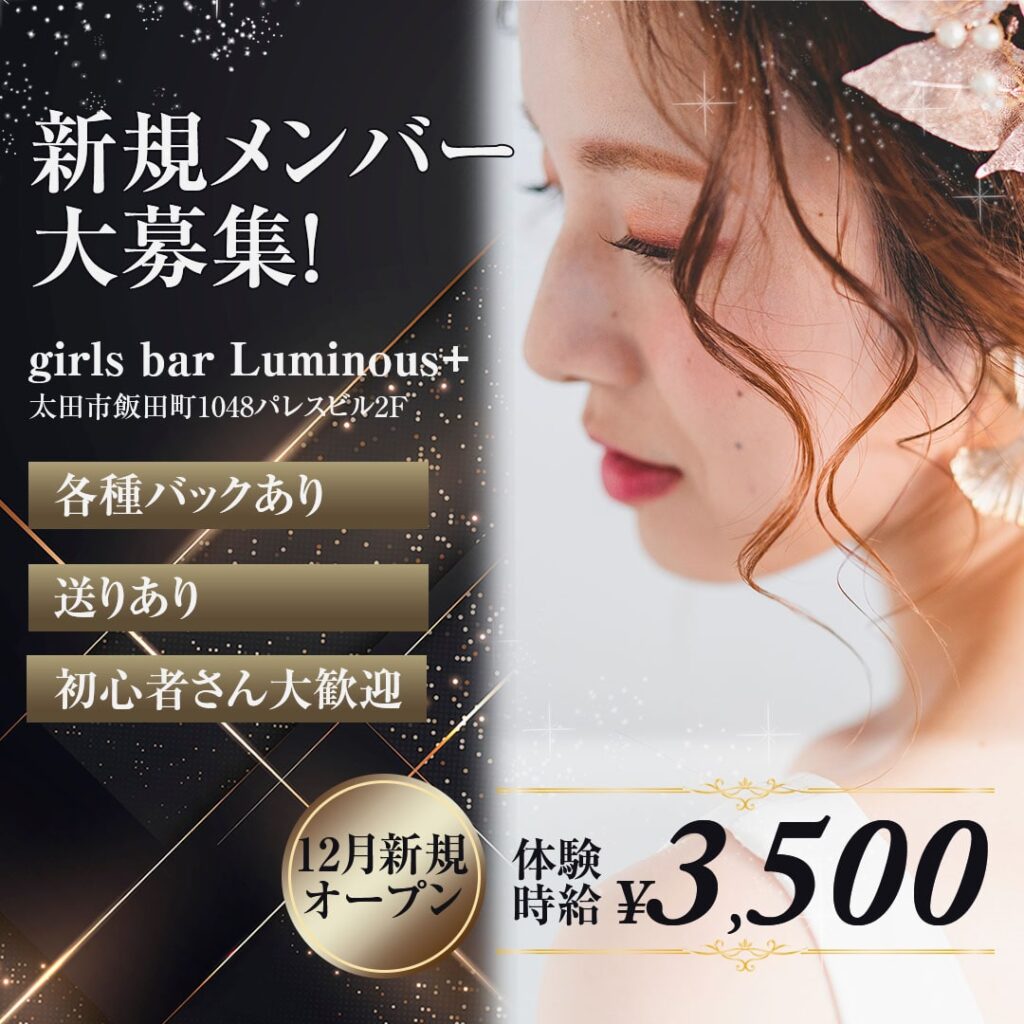 新規メンバー
大募集!
girls bar Luminous+
太田市飯田町1048パレスビル2F
各種バックあり
送りあり
初心者さん大歓迎
12月新規
オープン
体験
時給 ¥3,500